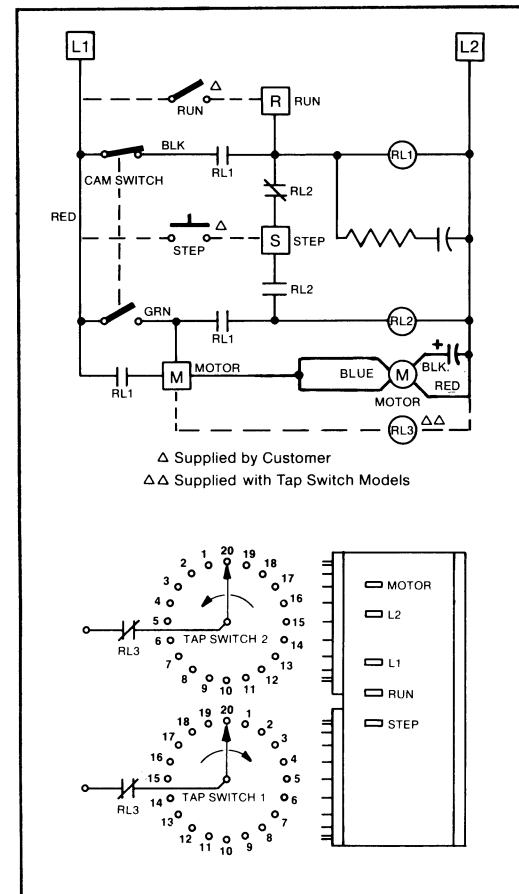 L1 L2
RUN △ R RUN
BLK
RL1 RL1
CAM SWITCH
RL2
RED
△
STEP S STEP
RL2
GRN
RL1 RL2
+
M MOTOR BLUE M BLK.
RED
RL1 MOTOR
RL3 △△
△ Supplied by Customer
△△ Supplied with Tap Switch Models
20
1 19
2 18
3 17
4 16
5 15
TAP SWITCH 2
6 14
RL3
7 13
8 12
9 11
10
20
19 1
18 2
17 3
16 4
15 5
TAP SWITCH 1
14 6
RL3
13 7
12 8
11 9
10
MOTOR
L2
L1
RUN
STEP